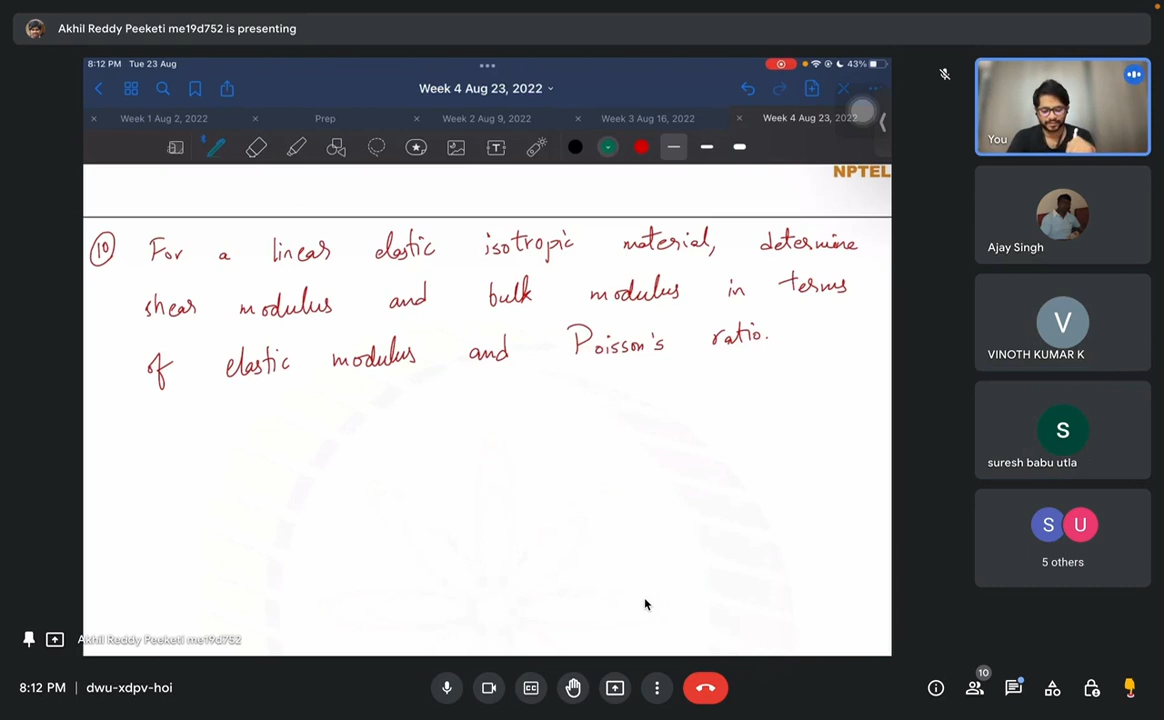 Akhil Reddy Peeketi me19d752 is presenting
8:12 PM Tue 23 Aug
43%
Week 4 Aug 23, 2022
Week 1 Aug 2, 2022
Prep
Week 2 Aug 9, 2022
Week 3 Aug 16, 2022
Week 4 Aug 23, 2022
NPTEL
10 For a linear elastic isotropic material, determine
shear modulus and bulk modulus in terms
of elastic modulus and Poisson's ratio.
Akhil Reddy Peeketi me19d752
You
Ajay Singh
V
VINOTH KUMAR K
S
suresh babu utla
S U
5 others
8:12 PM | dwu-xdpv-hoi
10